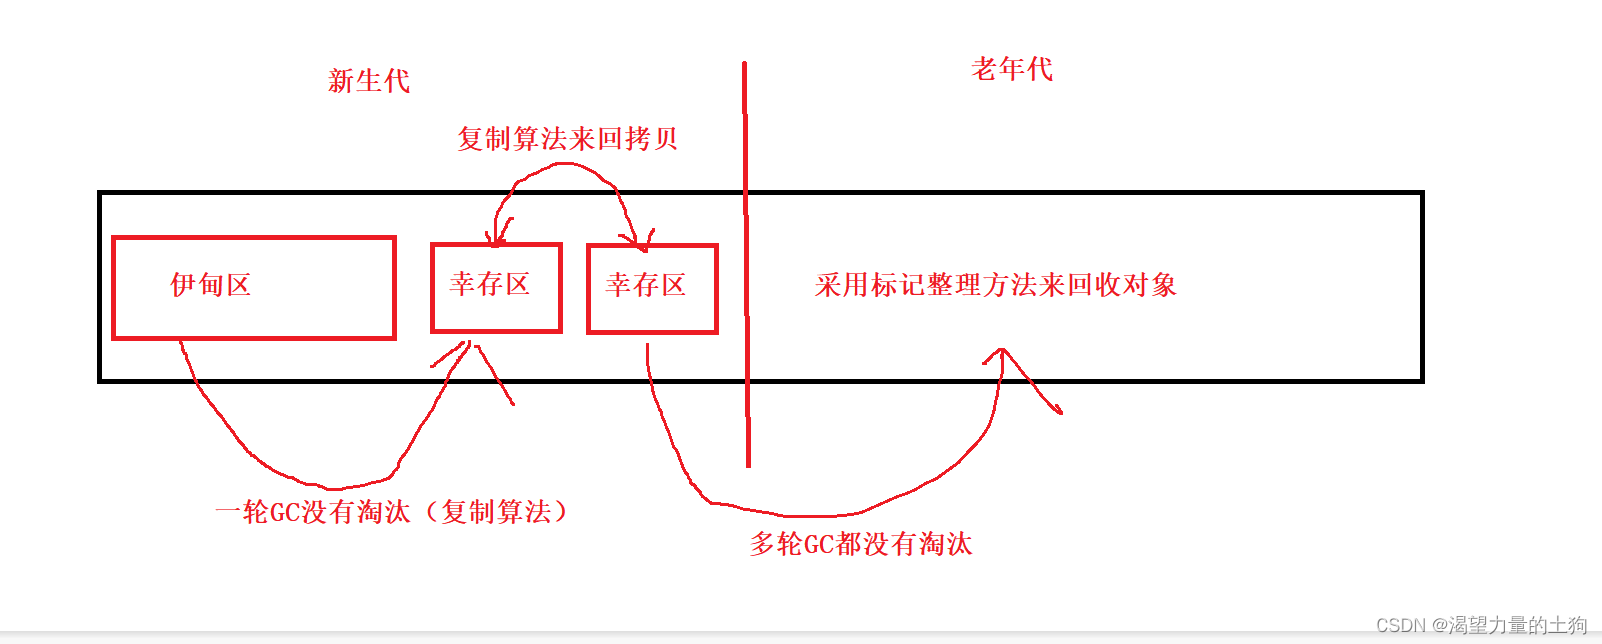 新生代
老年代
复制算法来回拷贝
伊甸区
幸存区
幸存区
采用标记整理方法来回收对象
一轮GC没有淘汰（复制算法）
多轮GC都没有淘汰
CSDN @渴望力量的土狗